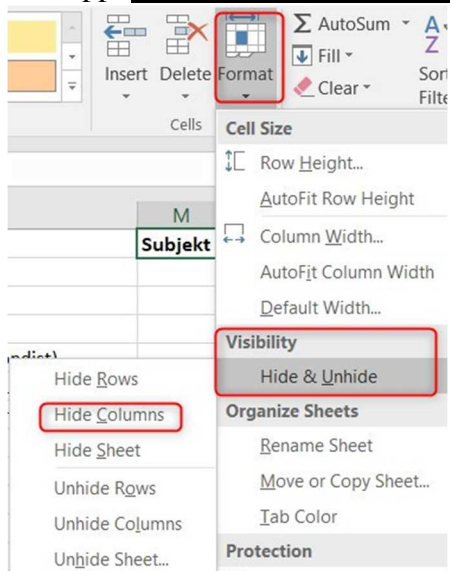 AutoSum
Fill
Clear
Insert Delete Format
Cells
Cell Size
Row Height...
AutoFit Row Height
Column Width...
AutoFit Column Width
Default Width...
Visibility
Hide & Unhide
Organize Sheets
Rename Sheet
Move or Copy Sheet...
Tab Color
Protection
M
Subjekt
Hide Rows
Hide Columns
Hide Sheet
Unhide Rows
Unhide Columns
Unhide Sheet...